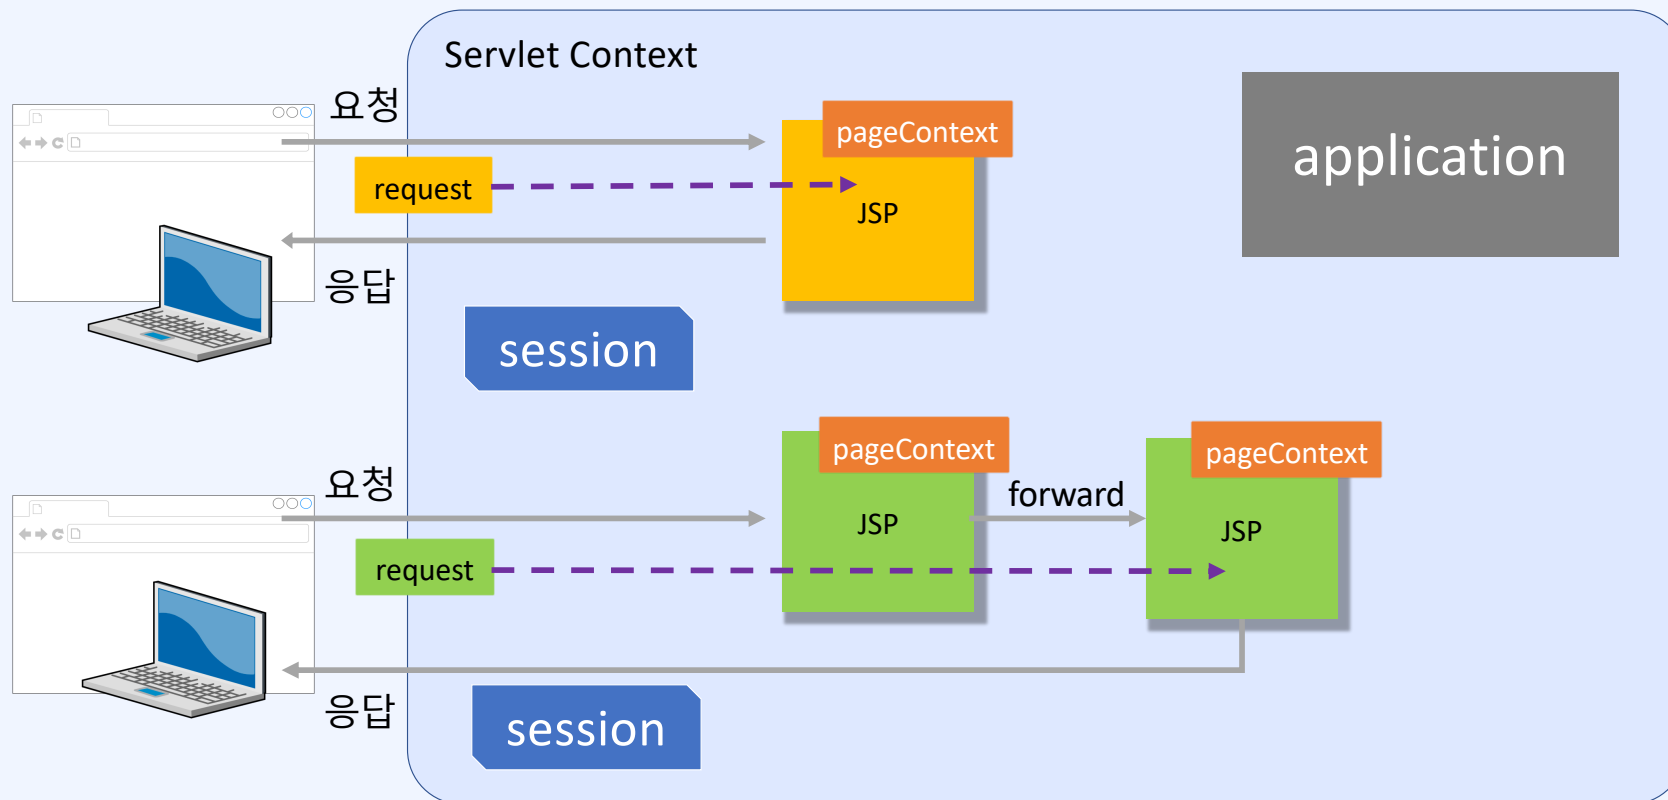 Servlet Context
요청
pageContext
application
request
JSP
응답
session
pageContext
pageContext
요청
forward
JSP
JSP
request
응답
session